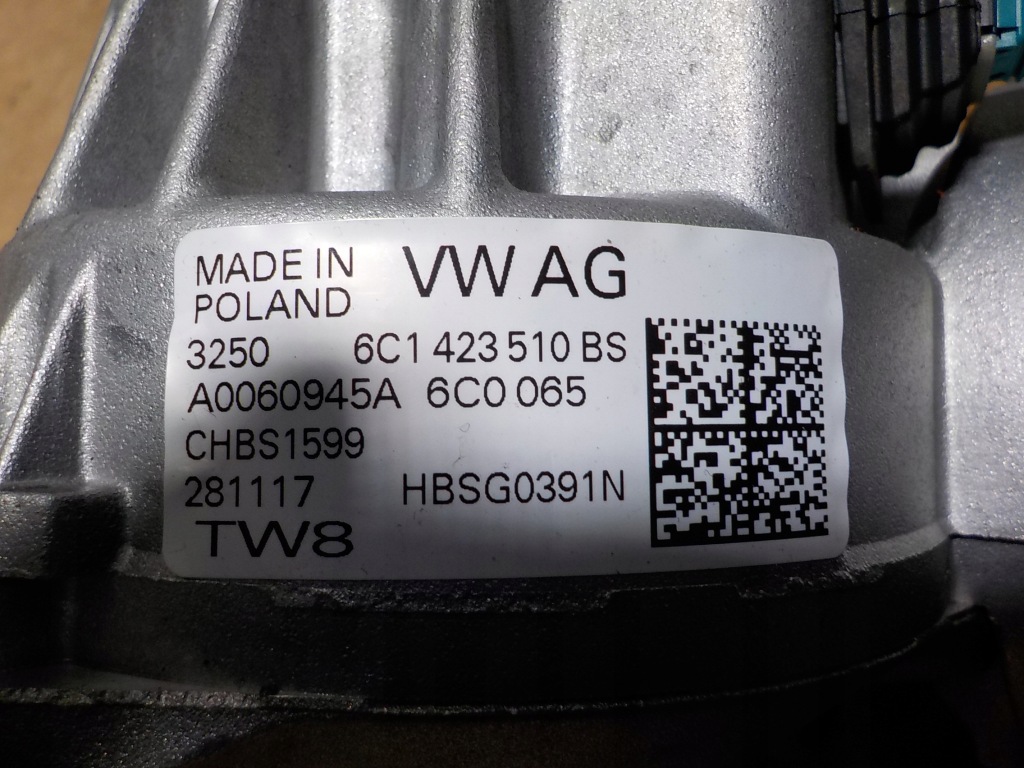 MADE IN VW AG
POLAND
3250 6C1 423 510 BS
A0060945A 6C0 065
CHBS1599
281117 HBSG0391N
TW8